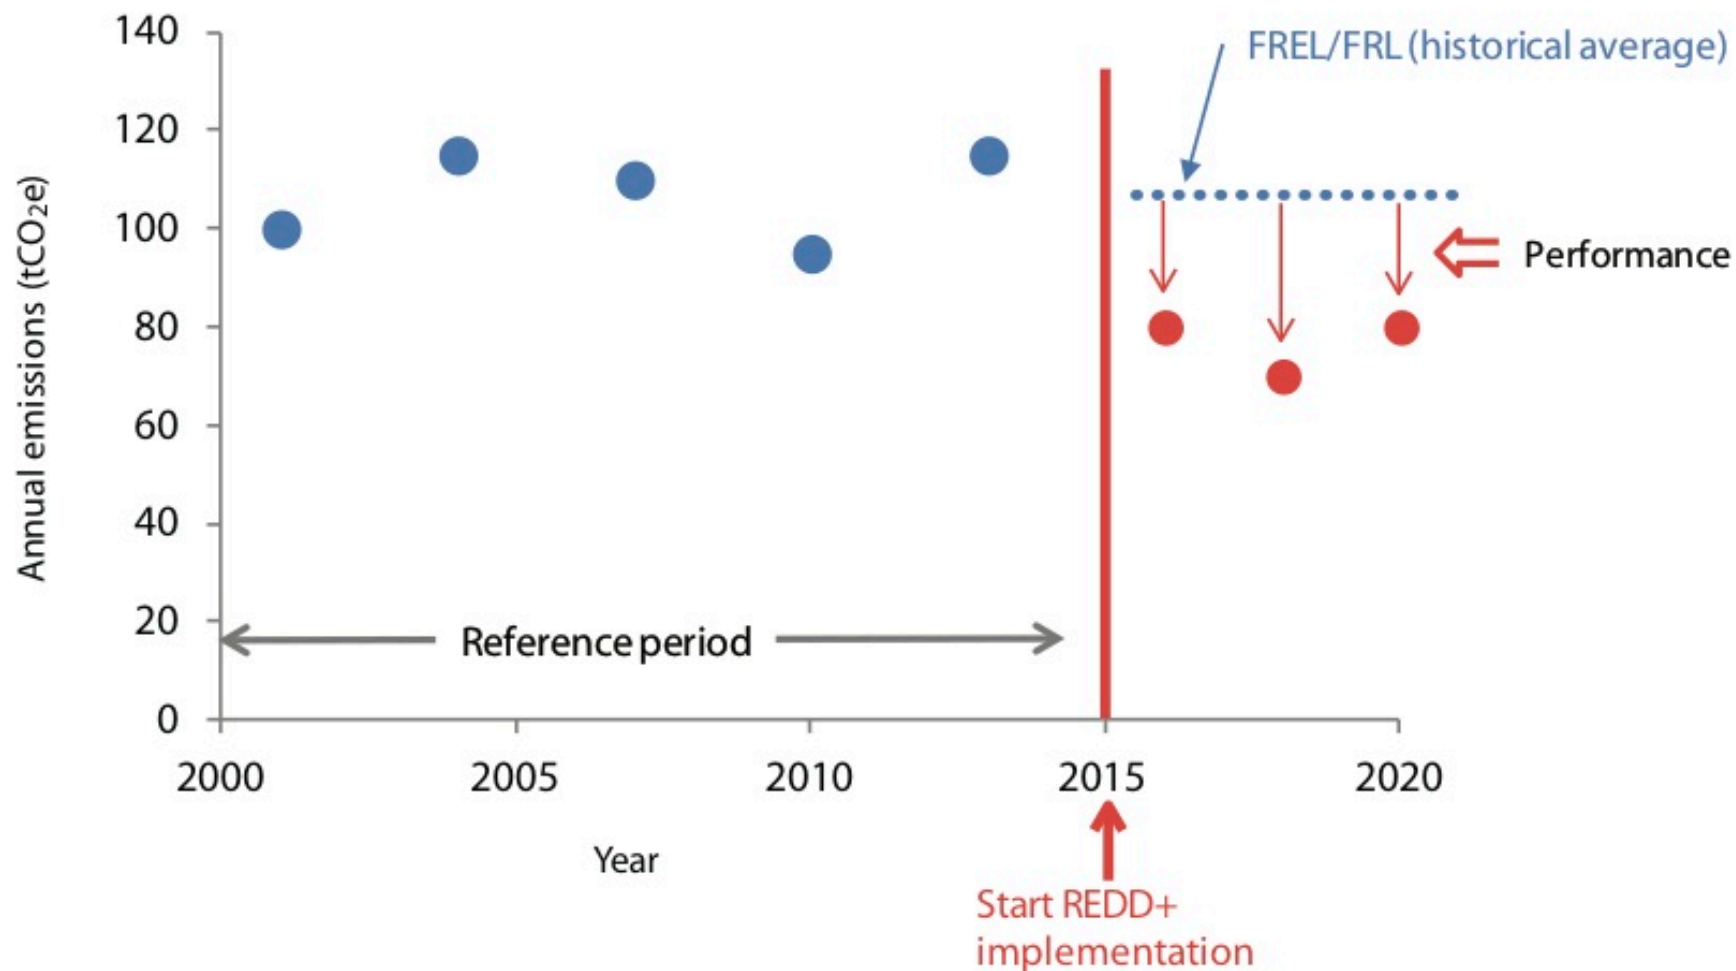 140
FREL/FRL (historical average)
120
100
Performance
80
60
40
20
Reference period
0
2000 2005 2010 2015 2020
Annual emissions (tCO₂e)
Year
Start REDD+
implementation